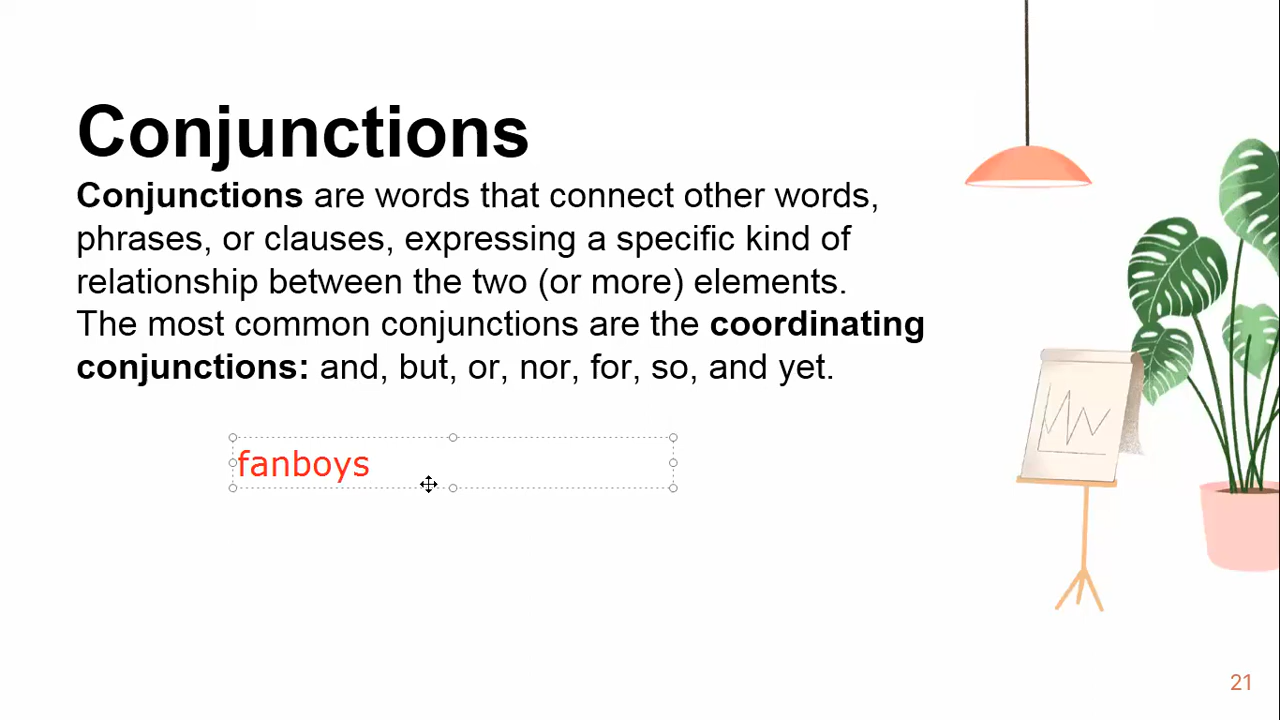 Conjunctions
Conjunctions are words that connect other words,
phrases, or clauses, expressing a specific kind of
relationship between the two (or more) elements.
The most common conjunctions are the coordinating
conjunctions: and, but, or, nor, for, so, and yet.
fanboys
21